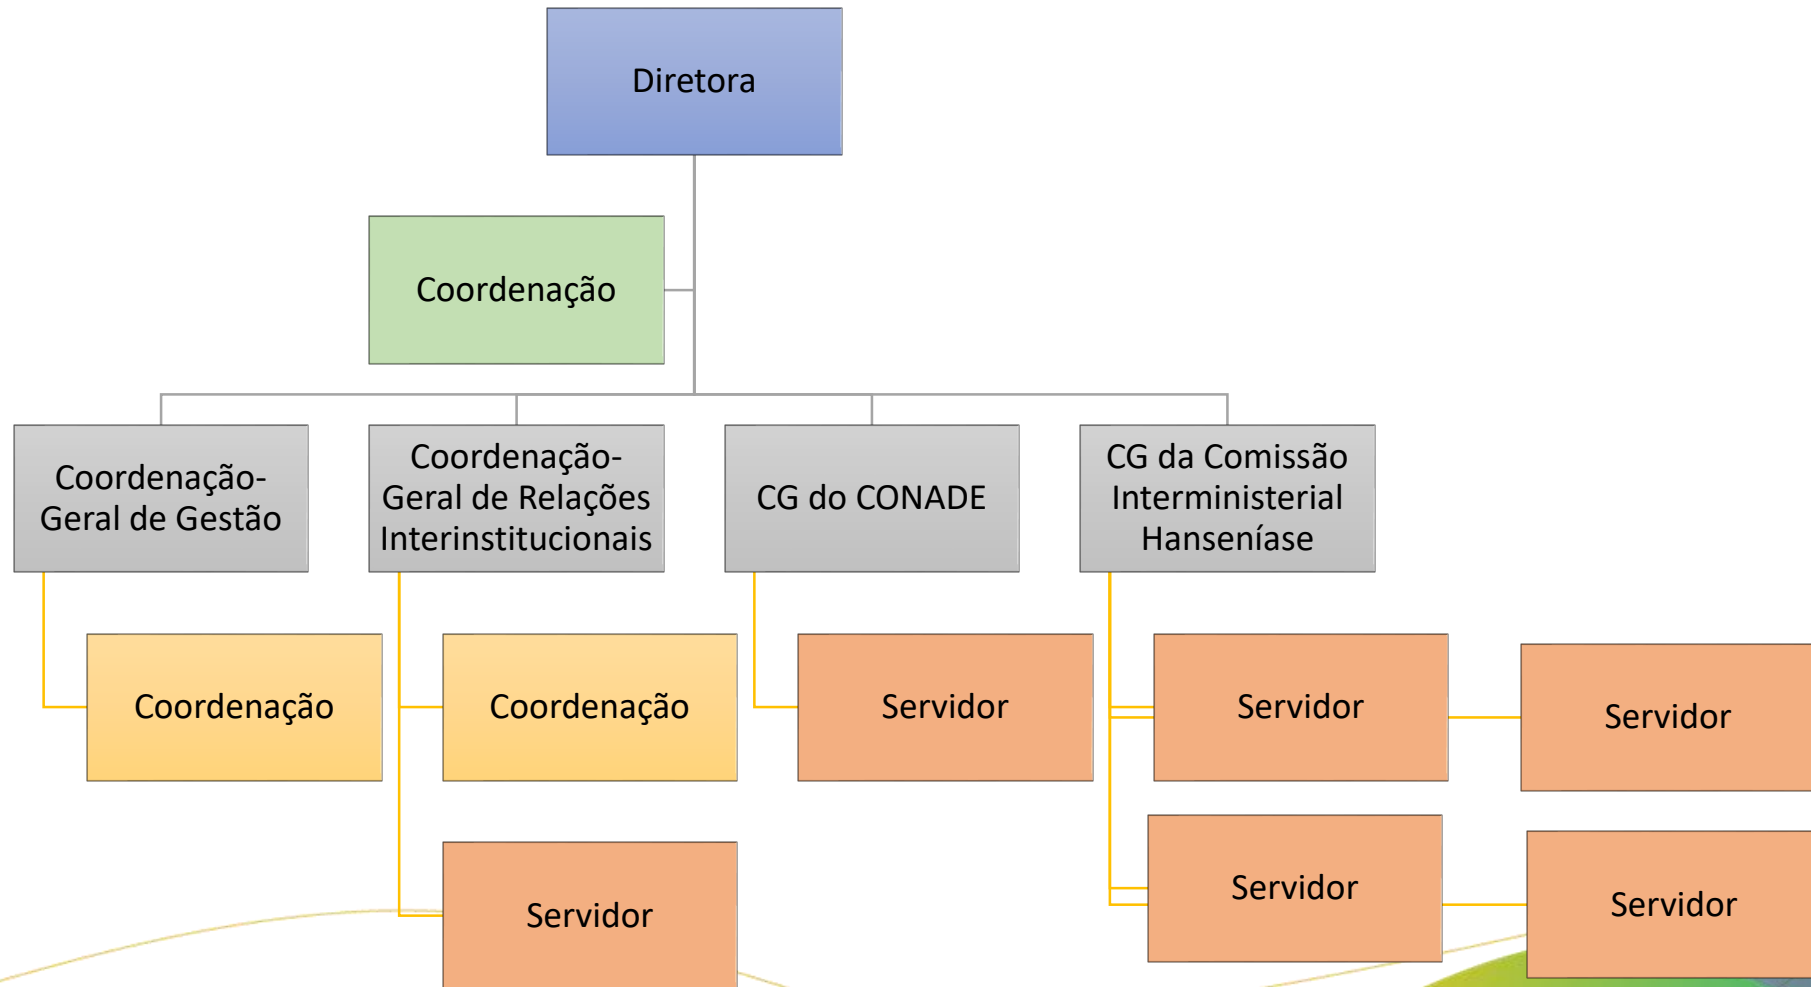 Diretora
Coordenação
Coordenação-
Geral de Gestão
Coordenação-
Geral de Relações
Interinstitucionais
CG do CONADE
CG da Comissão
Interministerial
Hanseníase
Coordenação
Coordenação
Servidor
Servidor
Servidor
Servidor
Servidor
Servidor